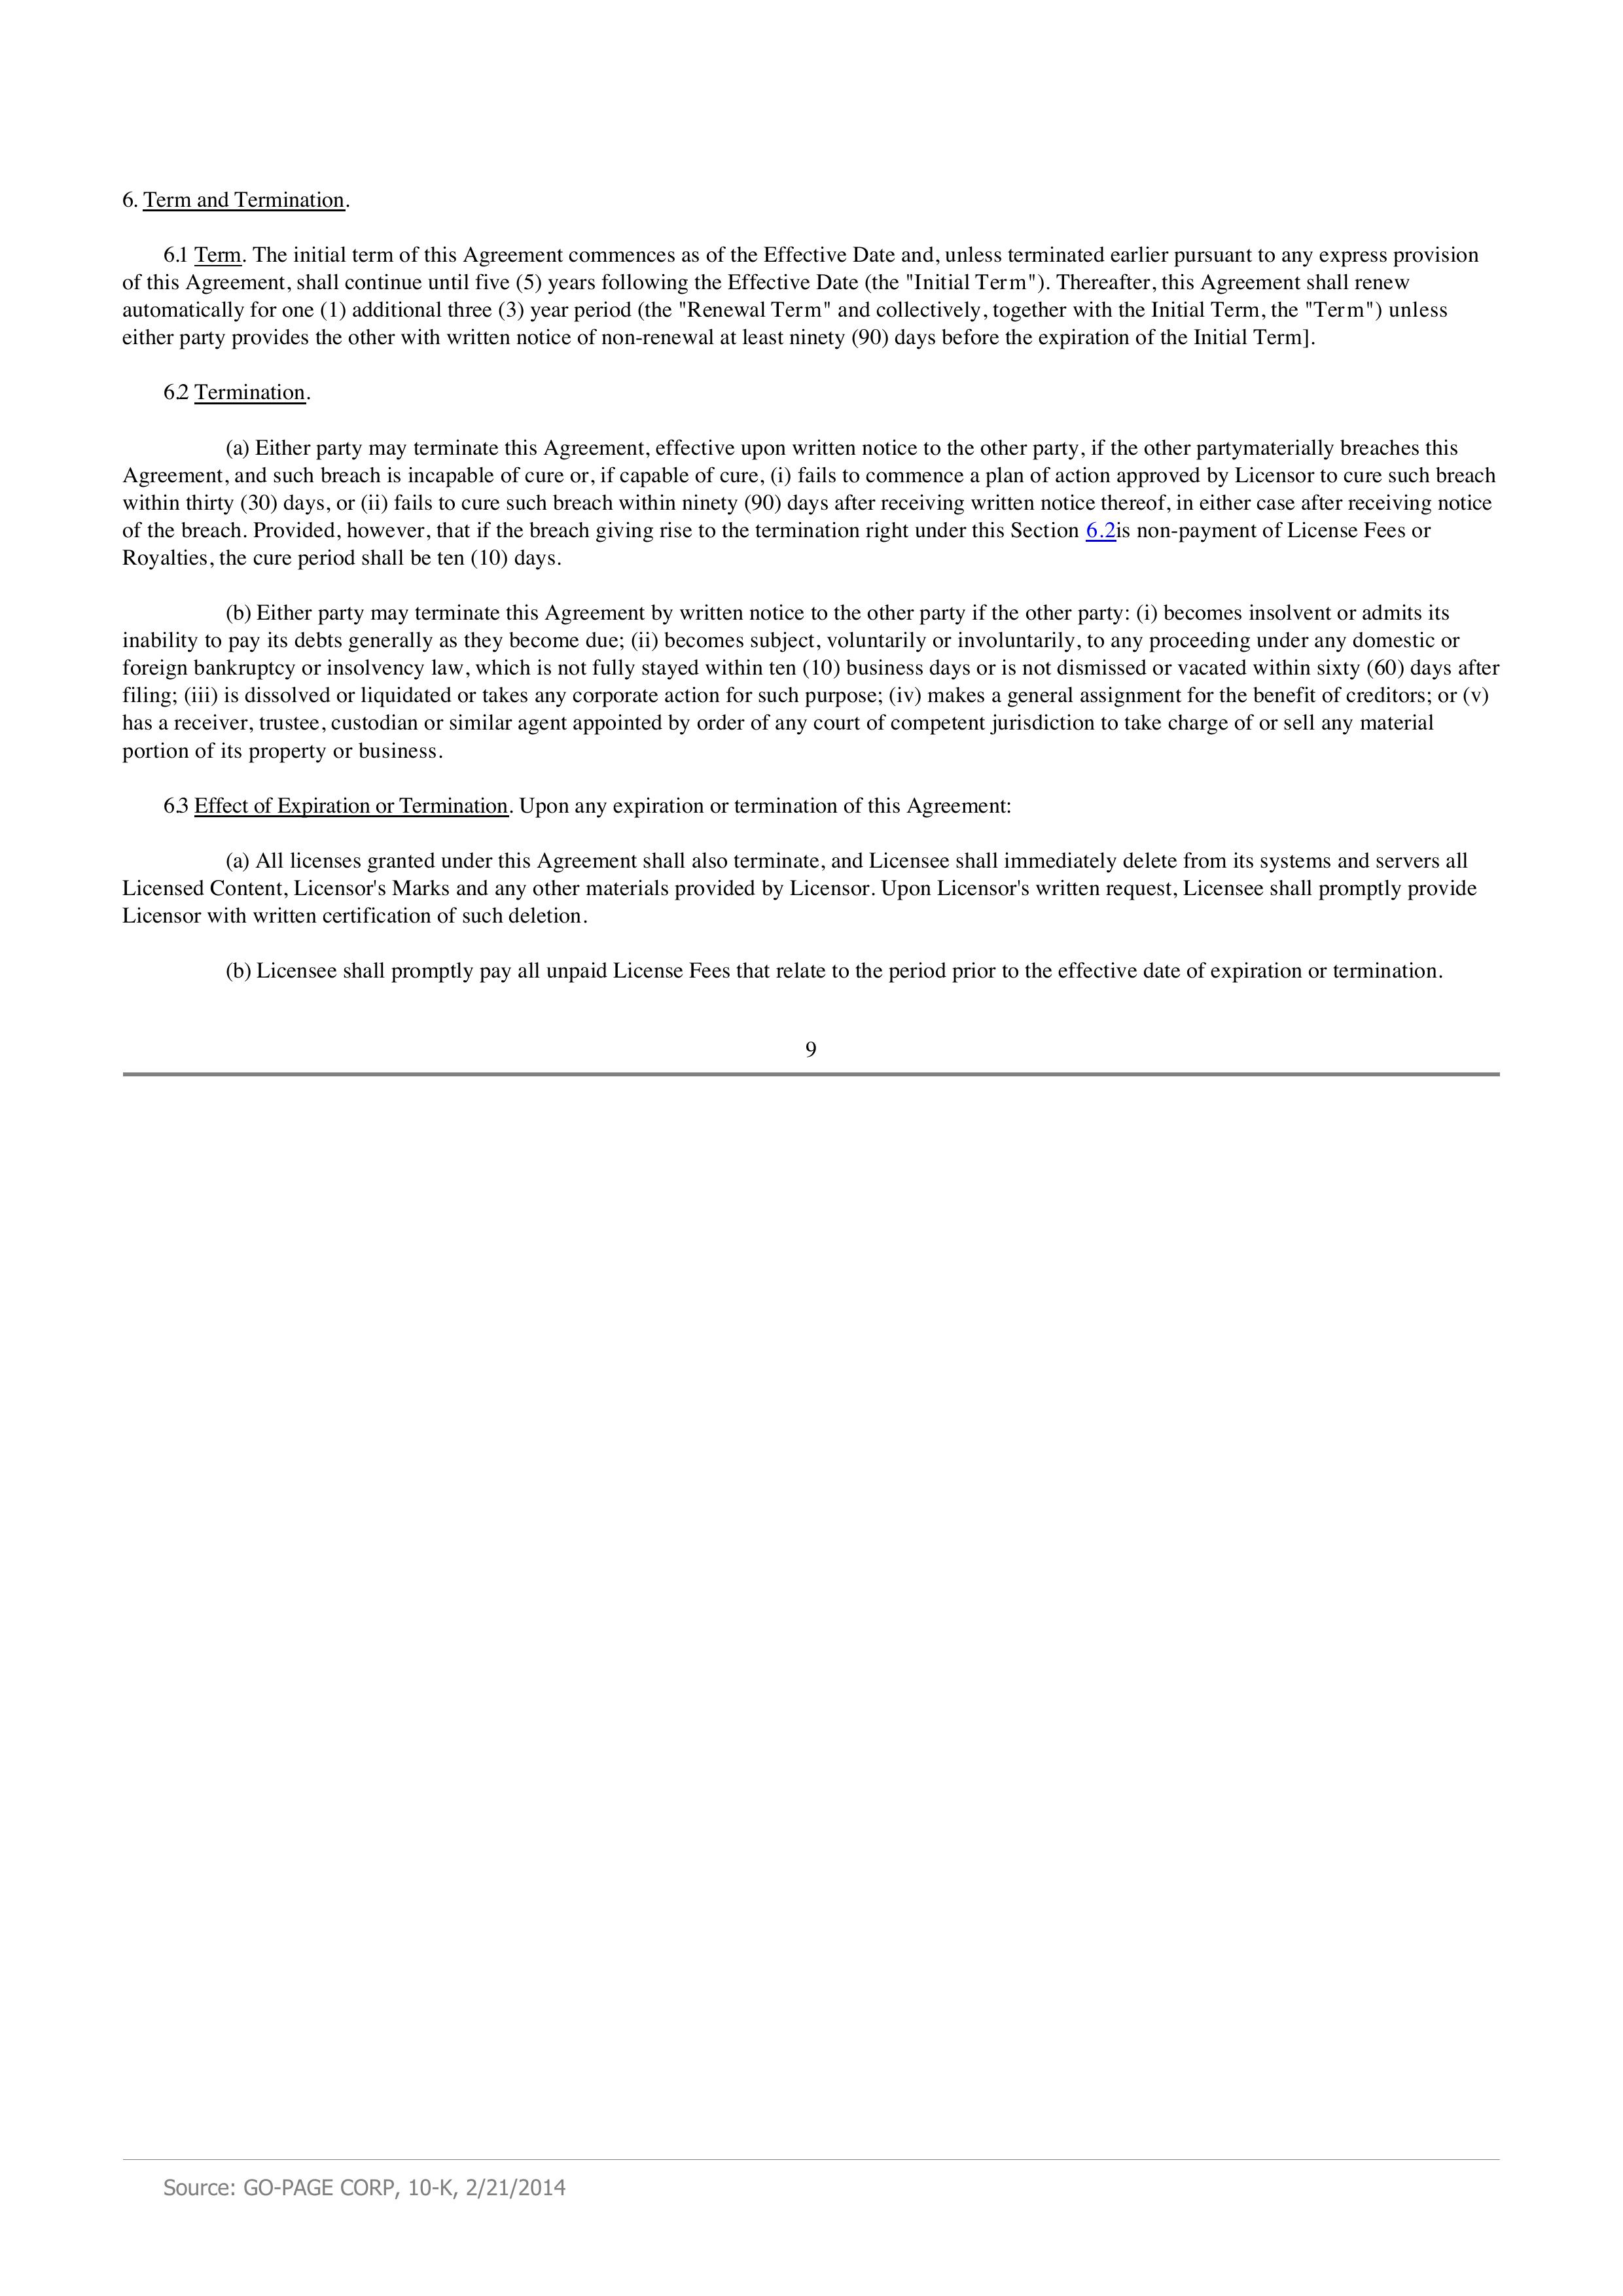 6. Term and Termination.
6.1 Term. The initial term of this Agreement commences as of the Effective Date and, unless terminated earlier pursuant to any express provision
of this Agreement, shall continue until five (5) years following the Effective Date (the "Initial Term"). Thereafter, this Agreement shall renew
automatically for one (1) additional three (3) year period (the "Renewal Term" and collectively, together with the Initial Term, the "Term") unless
either party provides the other with written notice of non-renewal at least ninety (90) days before the expiration of the Initial Term].
6.2 Termination.
(a) Either party may terminate this Agreement, effective upon written notice to the other party, if the other partymaterially breaches this
Agreement, and such breach is incapable of cure or, if capable of cure, (i) fails to commence a plan of action approved by Licensor to cure such breach
within thirty (30) days, or (ii) fails to cure such breach within ninety (90) days after receiving written notice thereof, in either case after receiving notice
of the breach. Provided, however, that if the breach giving rise to the termination right under this Section 6.2is non-payment of License Fees or
Royalties, the cure period shall be ten (10) days.
(b) Either party may terminate this Agreement by written notice to the other party if the other party: (i) becomes insolvent or admits its
inability to pay its debts generally as they become due; (ii) becomes subject, voluntarily or involuntarily, to any proceeding under any domestic or
foreign bankruptcy or insolvency law, which is not fully stayed within ten (10) business days or is not dismissed or vacated within sixty (60) days after
filing; (iii) is dissolved or liquidated or takes any corporate action for such purpose; (iv) makes a general assignment for the benefit of creditors; or (v)
has a receiver, trustee, custodian or similar agent appointed by order of any court of competent jurisdiction to take charge of or sell any material
portion of its property or business.
6.3 Effect of Expiration or Termination. Upon any expiration or termination of this Agreement:
(a) All licenses granted under this Agreement shall also terminate, and Licensee shall immediately delete from its systems and servers all
Licensed Content, Licensor's Marks and any other materials provided by Licensor. Upon Licensor's written request, Licensee shall promptly provide
Licensor with written certification of such deletion.
(b) Licensee shall promptly pay all unpaid License Fees that relate to the period prior to the effective date of expiration or termination.
9
Source: GO-PAGE CORP, 10-K, 2/21/2014